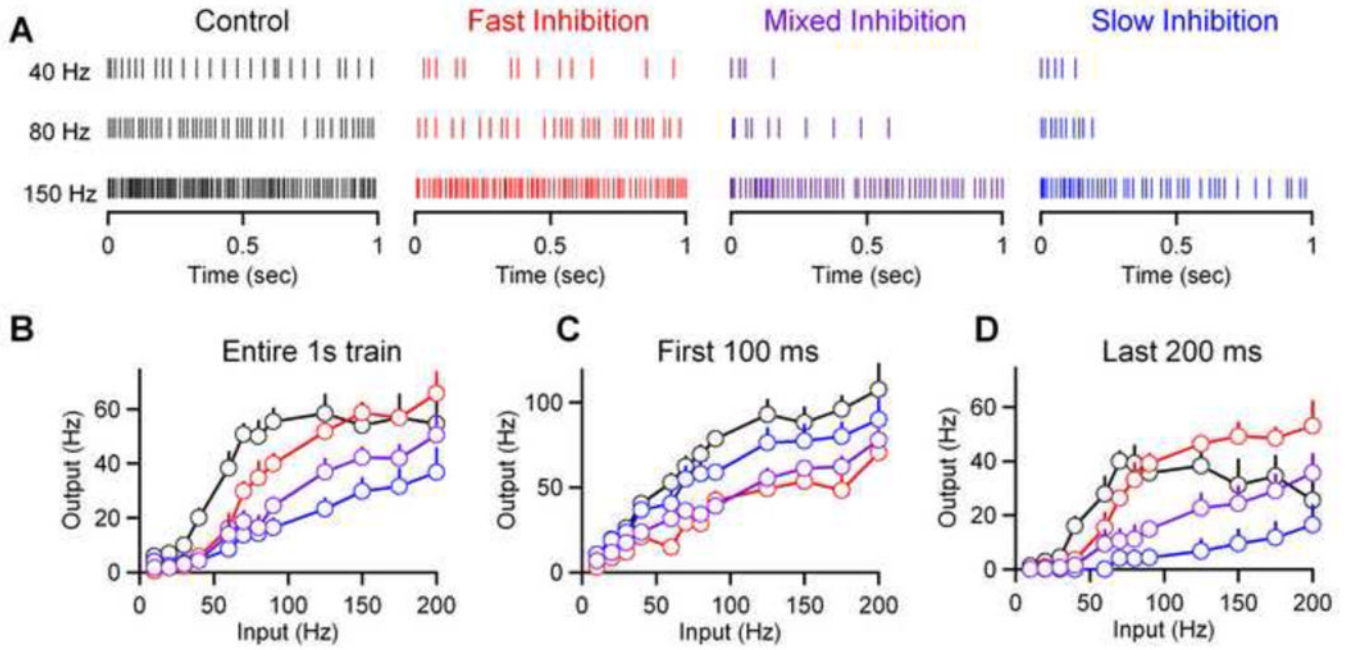 A
Control
Fast Inhibition
Mixed Inhibition
Slow Inhibition
40 Hz
80 Hz
150 Hz
0 0.5 1
0 0.5 1
0 0.5 1
0 0.5 1
Time (sec)
Time (sec)
Time (sec)
Time (sec)
B
Entire 1s train
Output (Hz)
60
40
20
0
0 50 100 150 200
Input (Hz)
C
First 100 ms
Output (Hz)
100
50
0
0 50 100 150 200
Input (Hz)
D
Last 200 ms
Output (Hz)
60
40
20
0
0 50 100 150 200
Input (Hz)